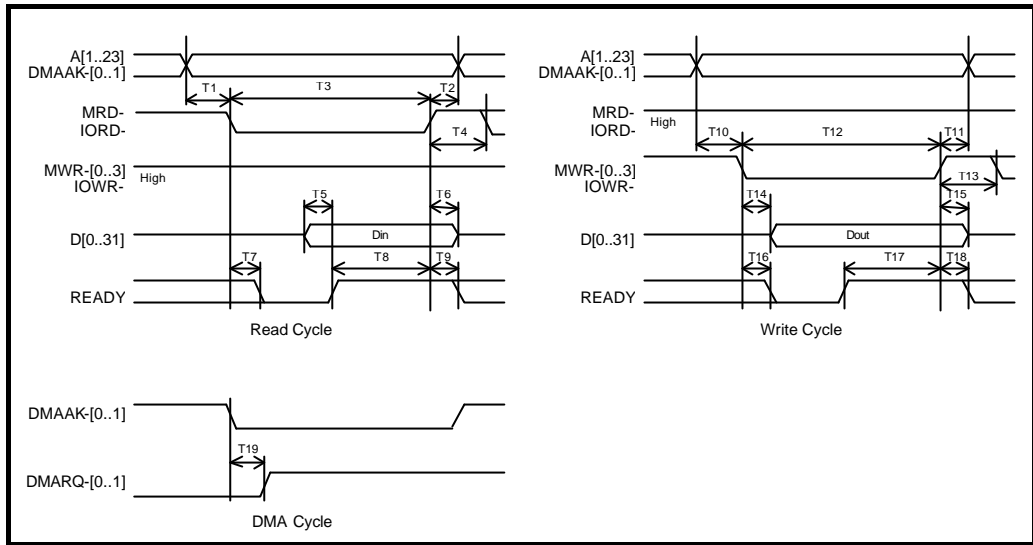 A[1..23]
DMAAK-[0..1]
T1
T3
T2
MRD-
IORD-
T4
MWR-[0..3]
IOWR-
High
T5
T6
D[0..31]
Din
T7
T8
T9
READY
Read Cycle
A[1..23]
DMAAK-[0..1]
MRD-
IORD-
High
T10
T12
T11
MWR-[0..3]
IOWR-
T13
T14
T15
D[0..31]
Dout
T16
T17
T18
READY
Write Cycle
DMAAK-[0..1]
T19
DMARQ-[0..1]
DMA Cycle